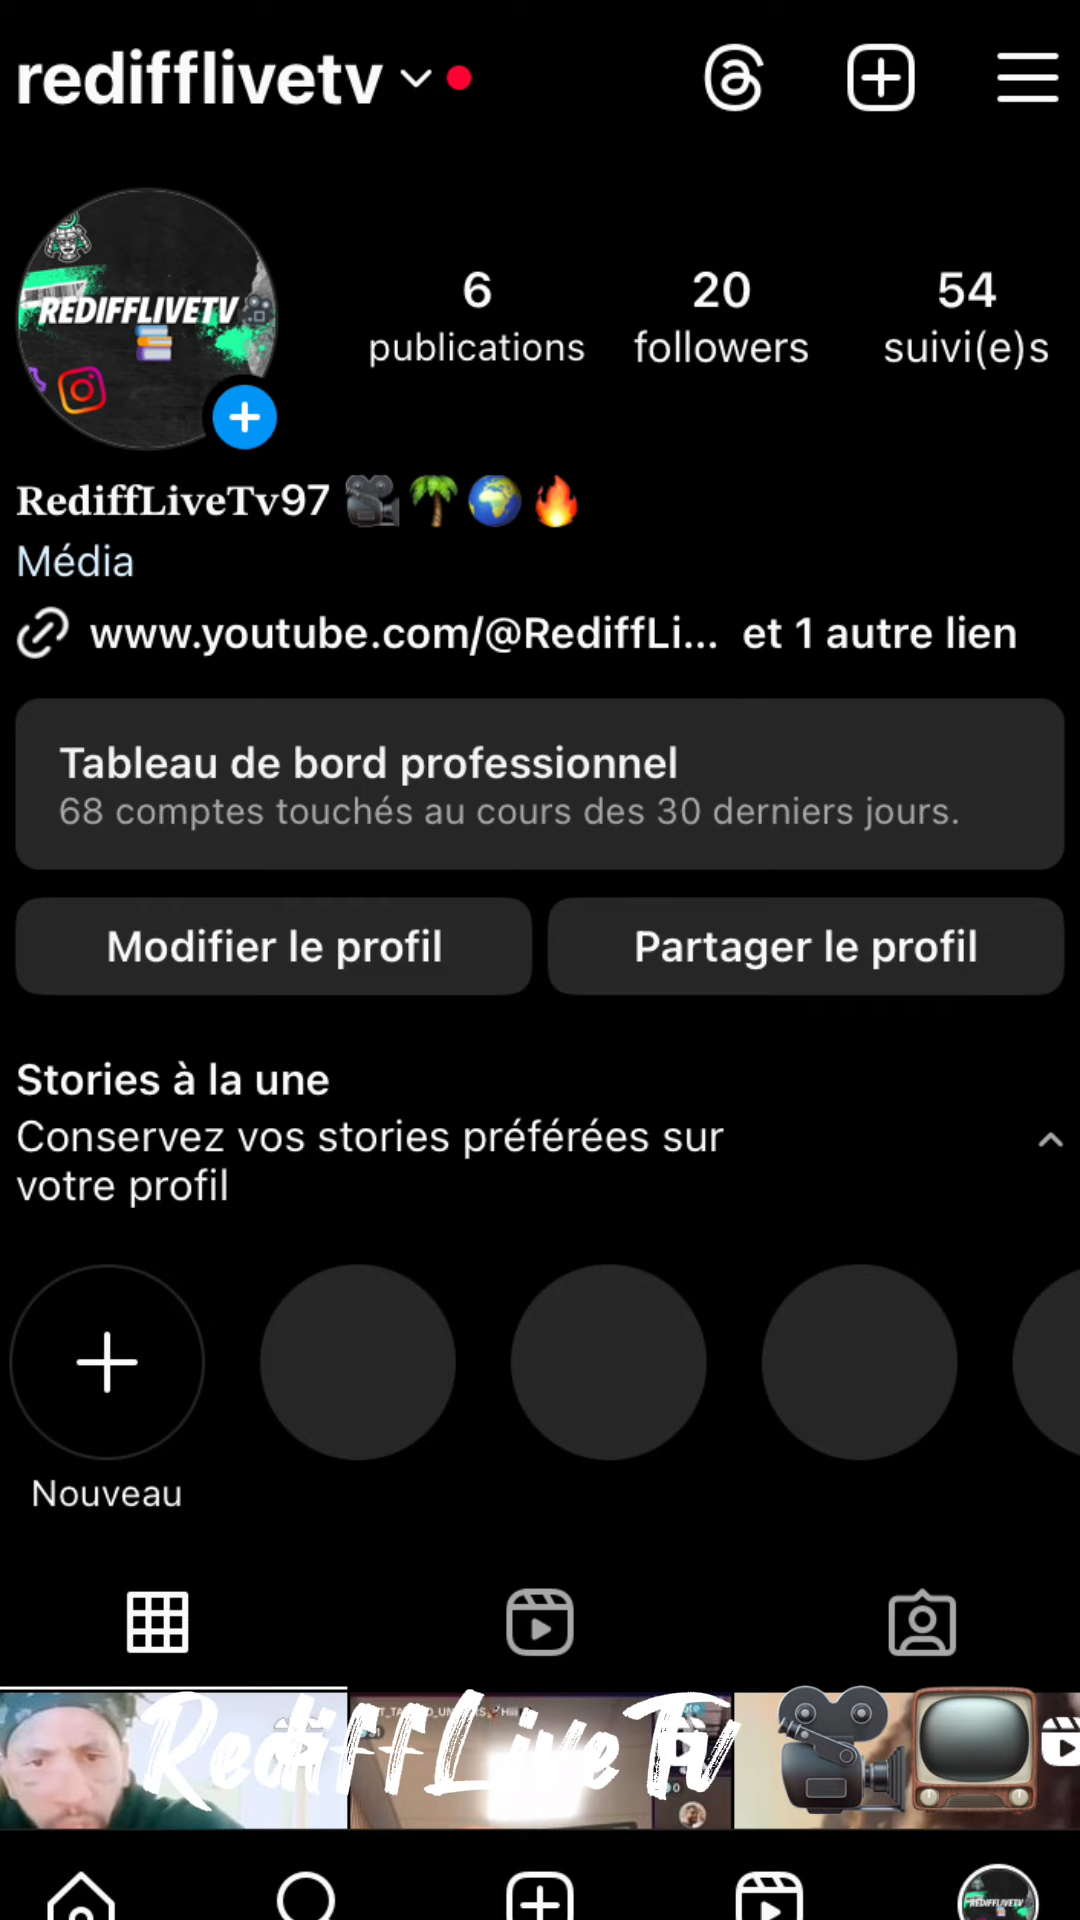 redifflivetv
REDIFFLIVETV
6
publications
20
followers
54
suivi(e)s
RediffLiveTv97 🎥🌴🌍🔥
Média
www.youtube.com/@RediffLi... et 1 autre lien
Tableau de bord professionnel
68 comptes touchés au cours des 30 derniers jours.
Modifier le profil
Partager le profil
Stories à la une
Conservez vos stories préférées sur
votre profil
Nouveau
RediffLiveTv 🎥📺
REDIFFLIVETV